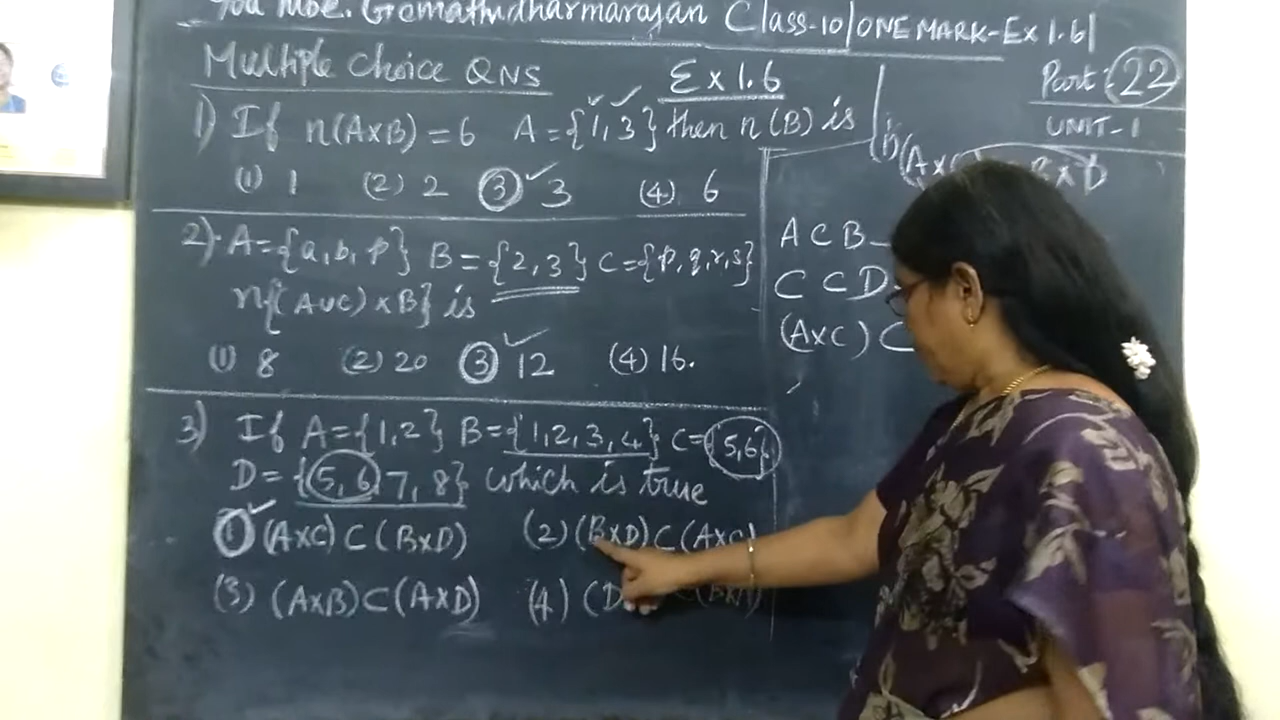 You Tube. Gomathidharmarajan Class-10/ONE MARK-Ex 1.6/
Multiple choice QNS Ex 1.6 Part: 22
UNIT-1
1) If n(A×B)=6 A={1,3} then n(B) is
(1) 1 (2) 2 (3) 3 (4) 6
2) A={a,b,p} B={2,3} C={p,q,r,s}
n{(A∪C)×B} is
(1) 8 (2) 20 (3) 12 (4) 16.
3) If A={1,2} B={1,2,3,4} C={5,6}
D={5,6,7,8} which is true
(1) (A×C)⊂(B×D) (2) (B×D)⊂(A×C)
(3) (A×B)⊂(A×D) (4) (D
B×D
A⊂B
C⊂D
(A×C)⊂